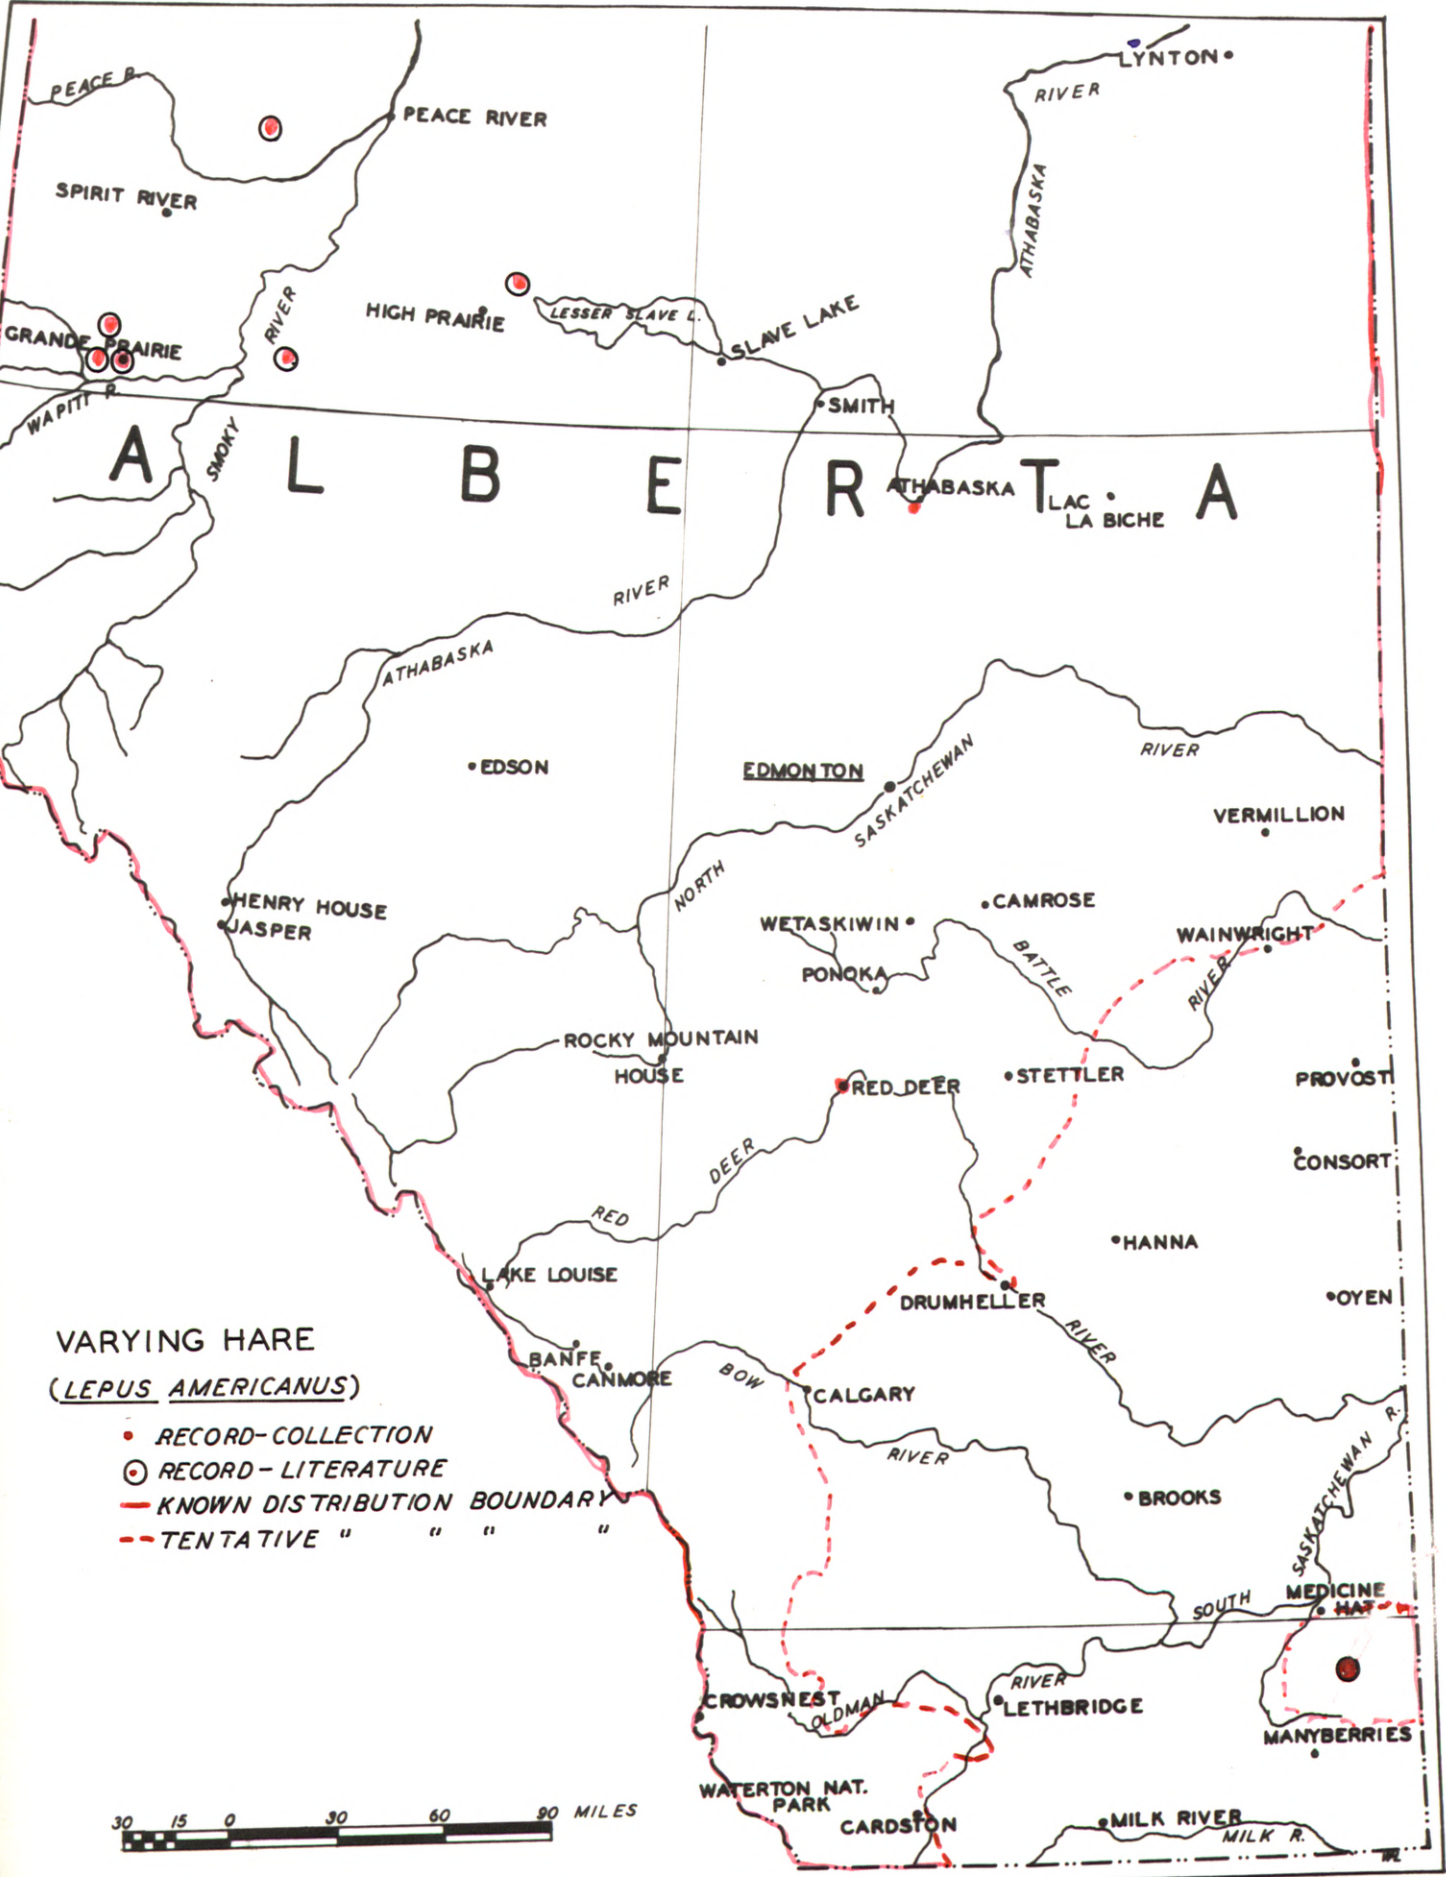 LYNTON
PEACE R.
RIVER
PEACE RIVER
SPIRIT RIVER
ATHABASKA
RIVER
HIGH PRAIRIE
LESSER SLAVE L.
SLAVE LAKE
GRANDE PRAIRIE
WAPITI R.
SMITH
SMOKY
A L B E R T A
ATHABASKA
LAC
LA BICHE
RIVER
ATHABASKA
EDSON
EDMONTON
SASKATCHEWAN
RIVER
VERMILLION
HENRY HOUSE
JASPER
NORTH
CAMROSE
WETASKIWIN
WAINWRIGHT
PONOKA
BATTLE
RIVER
ROCKY MOUNTAIN
HOUSE
RED DEER
STETTLER
PROVOST
DEER
CONSORT
RED
HANNA
LAKE LOUISE
DRUMHELLER
OYEN
RIVER
VARYING HARE
BANFF
CANMORE
BOW
CALGARY
(LEPUS AMERICANUS)
RECORD-COLLECTION
RIVER
SASKATCHEWAN R.
RECORD-LITERATURE
BROOKS
KNOWN DISTRIBUTION BOUNDARY
TENTATIVE " " " "
MEDICINE
HAT
SOUTH
CROWSNEST
OLDMAN
RIVER
LETHBRIDGE
MANYBERRIES
WATERTON NAT.
PARK
CARDSTON
MILK RIVER
MILK R.
30 15 0 30 60 90 MILES